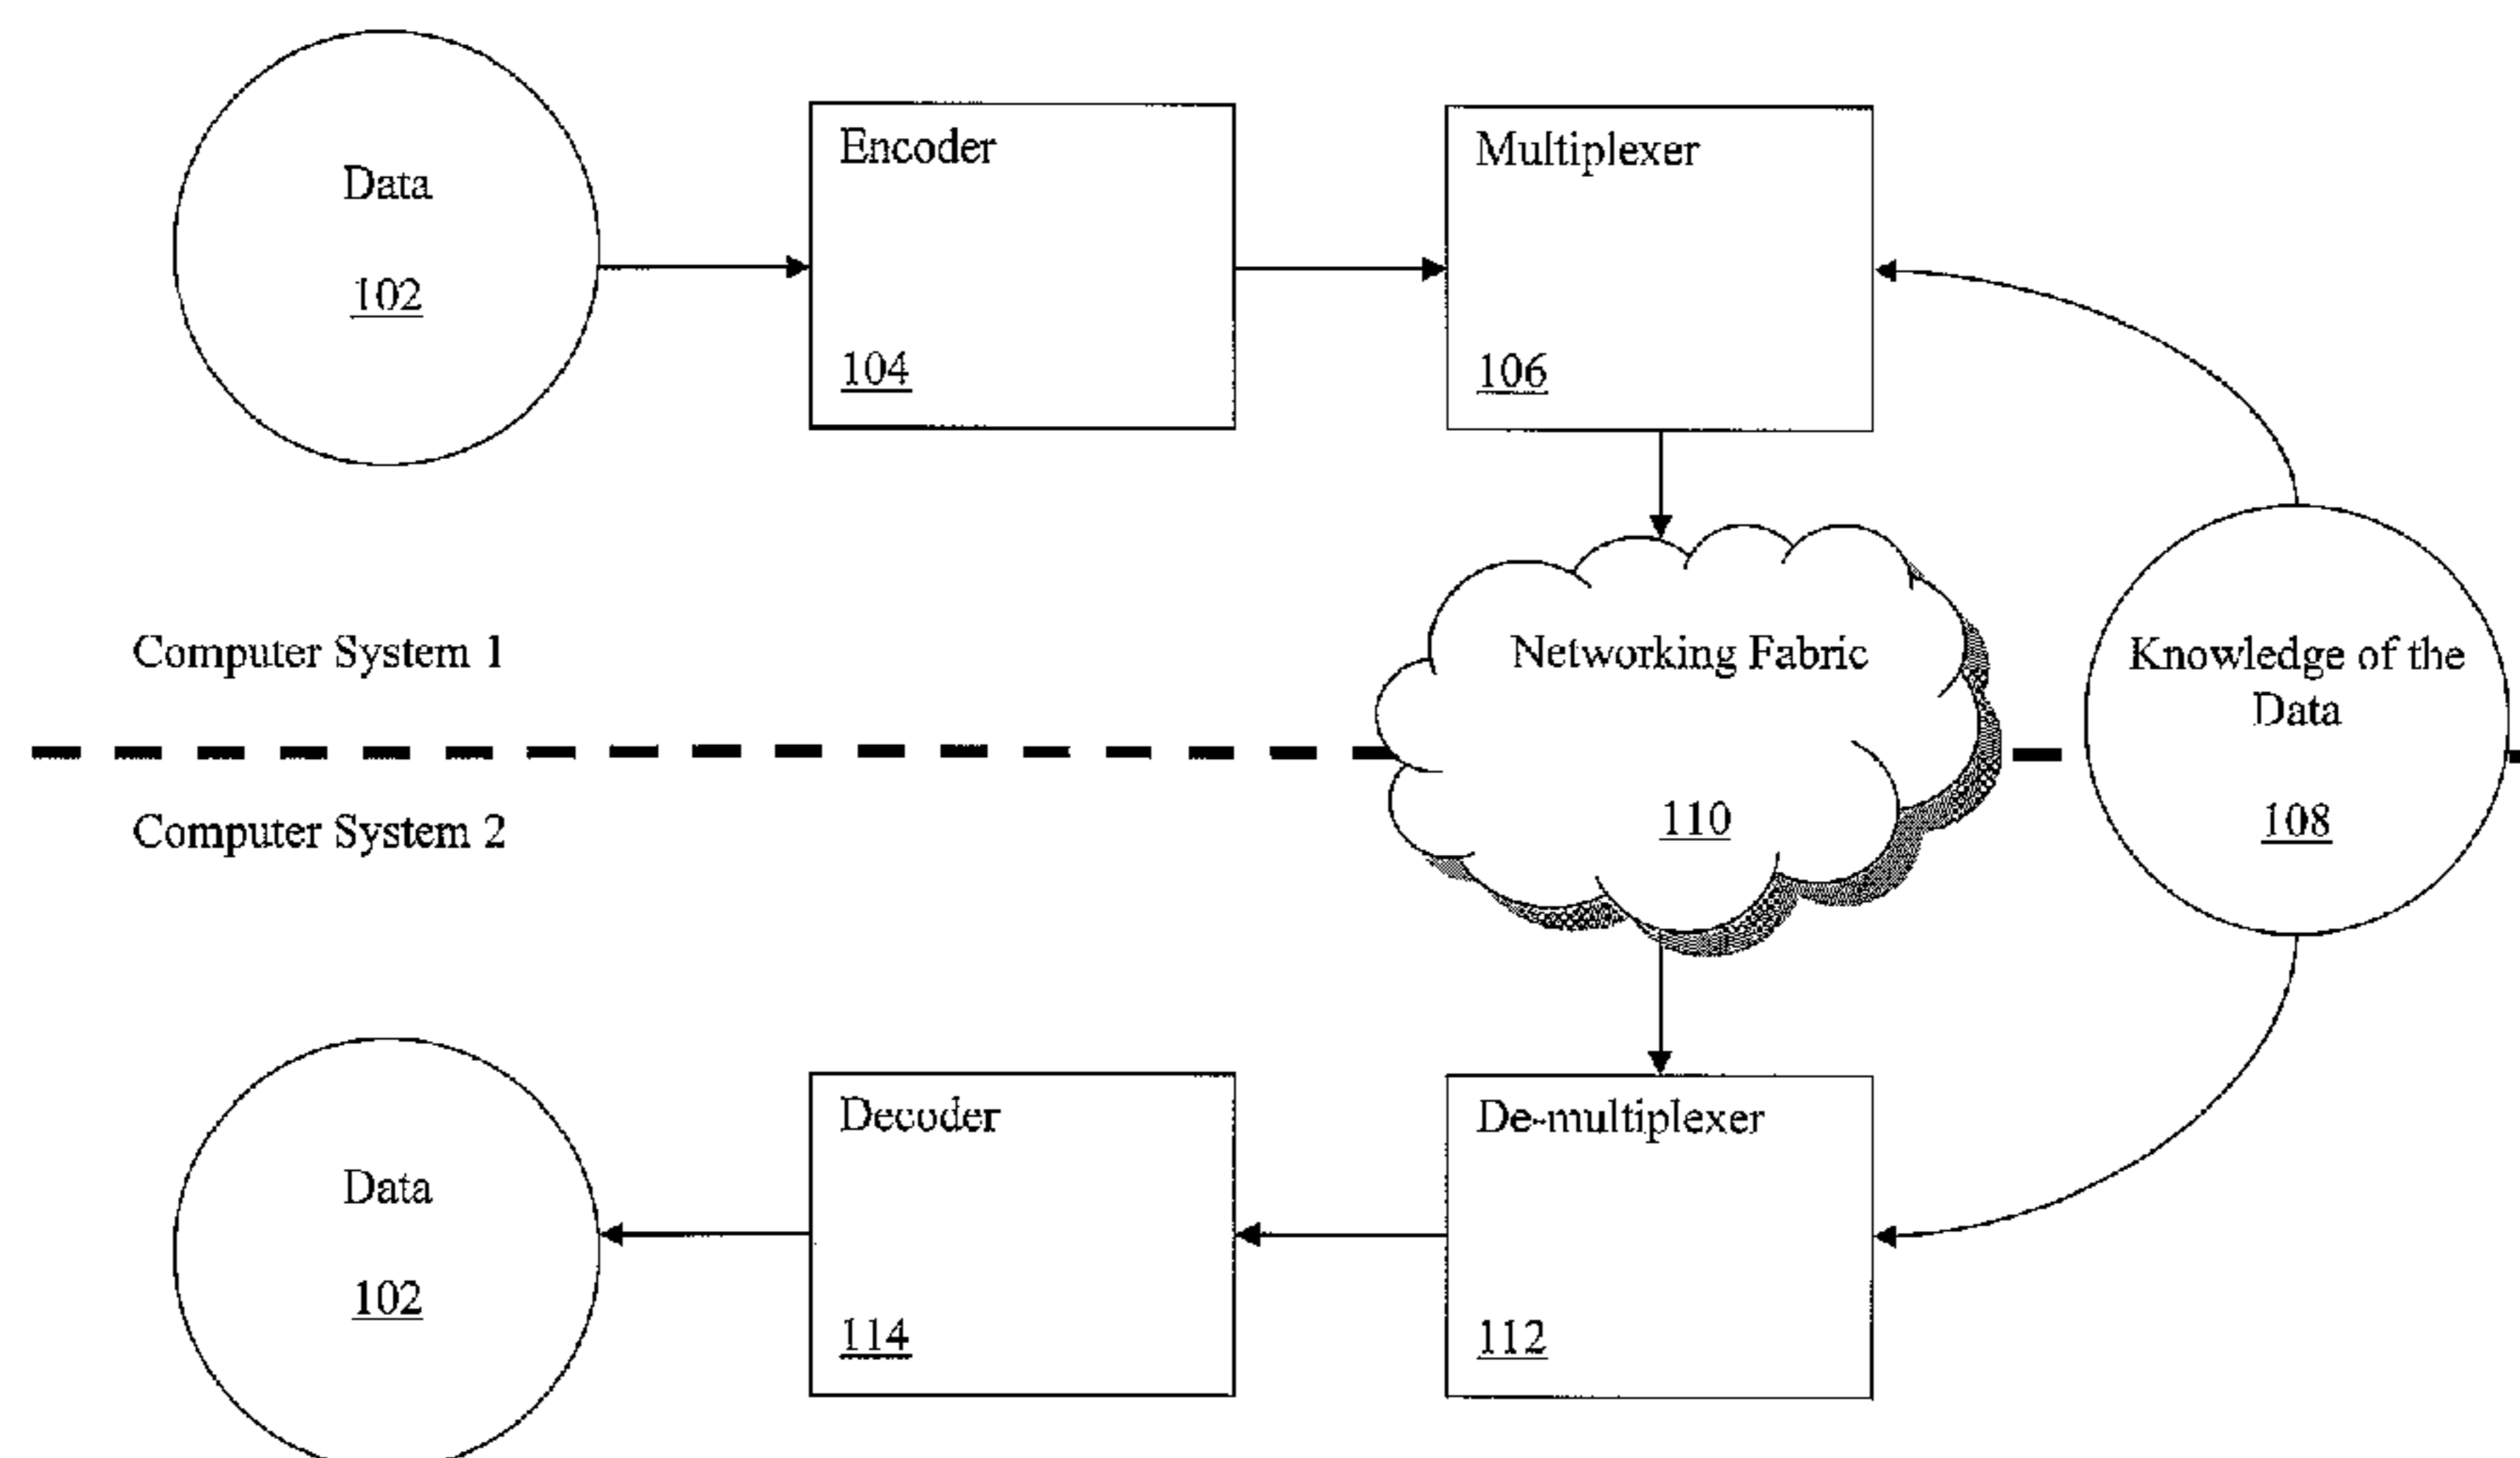 Data
102
Encoder
104
Multiplexer
106
Computer System 1
Networking Fabric
110
Knowledge of the
Data
108
Computer System 2
Data
102
Decoder
114
De-multiplexer
112